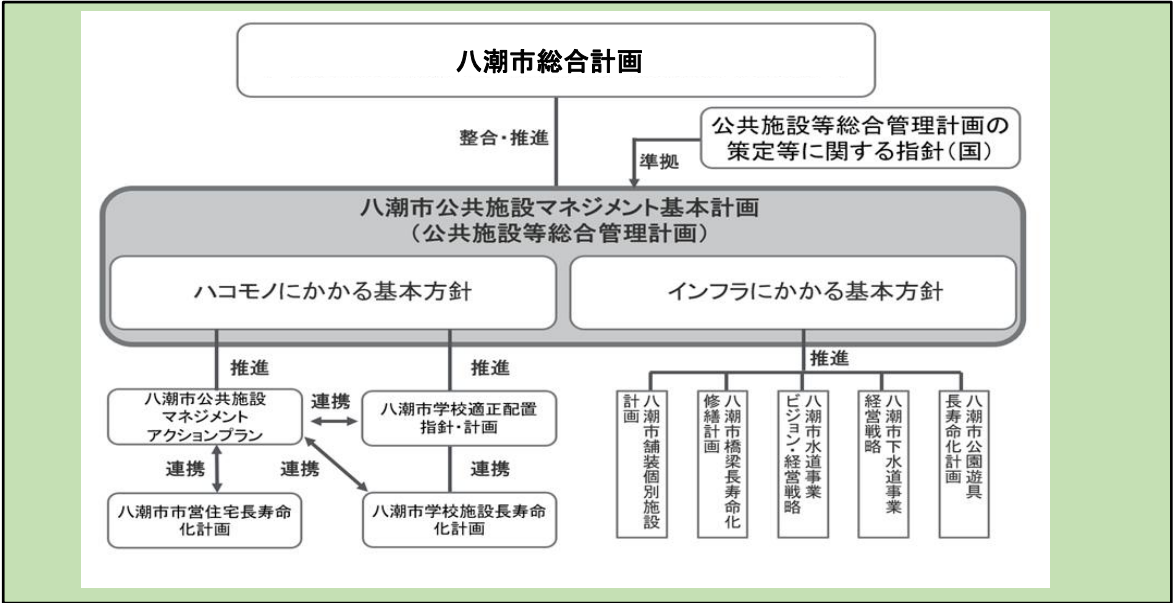 八潮市総合計画
整合・推進
公共施設等総合管理計画の
策定等に関する指針（国）
準拠
八潮市公共施設マネジメント基本計画
（公共施設等総合管理計画）
ハコモノにかかる基本方針
インフラにかかる基本方針
推進
推進
推進
八潮市公共施設
マネジメント
アクションプラン
連携
八潮市学校適正配置
指針・計画
連携
連携
連携
八潮市市営住宅長寿命
化計画
八潮市学校施設長寿命
化計画
八潮市舗装個別施設
計画
八潮市橋梁長寿命化
修繕計画
八潮市水道事業
ビジョン・経営戦略
八潮市下水道事業
経営戦略
八潮市公園遊具
長寿命化計画